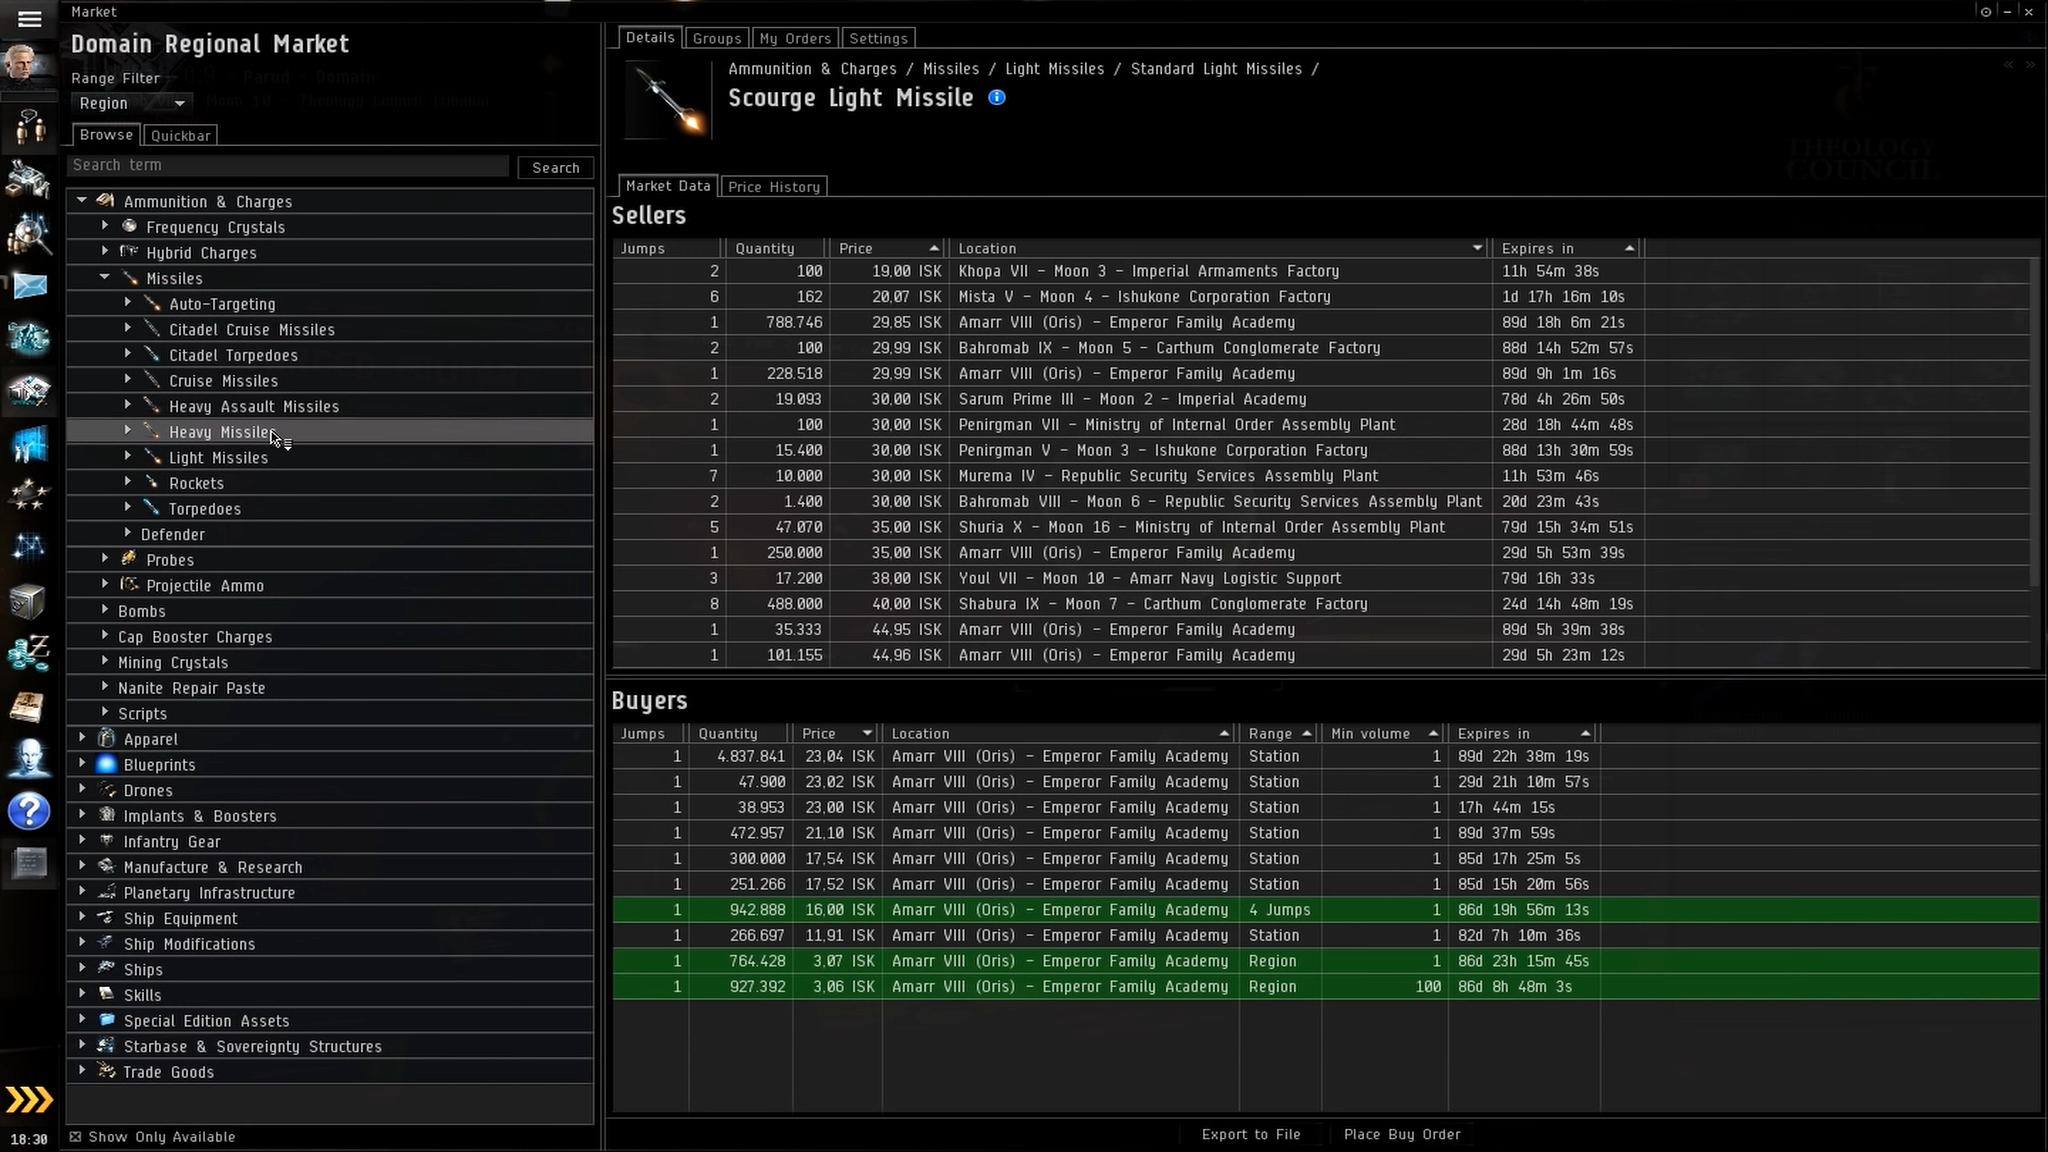 Market
Domain Regional Market
Range Filter
Region
Browse Quickbar
Search term Search
Ammunition & Charges
Frequency Crystals
Hybrid Charges
Missiles
Auto-Targeting
Citadel Cruise Missiles
Citadel Torpedoes
Cruise Missiles
Heavy Assault Missiles
Heavy Missiles
Light Missiles
Rockets
Torpedoes
Defender
Probes
Projectile Ammo
Bombs
Cap Booster Charges
Mining Crystals
Nanite Repair Paste
Scripts
Apparel
Blueprints
Drones
Implants & Boosters
Infantry Gear
Manufacture & Research
Planetary Infrastructure
Ship Equipment
Ship Modifications
Ships
Skills
Special Edition Assets
Starbase & Sovereignty Structures
Trade Goods
Show Only Available
18:30
Details Groups My Orders Settings
Ammunition & Charges / Missiles / Light Missiles / Standard Light Missiles /
Scourge Light Missile
THEOLOGY
COUNCIL
Market Data Price History
Sellers
Jumps Quantity Price Location Expires in
2 100 19,00 ISK Khopa VII - Moon 3 - Imperial Armaments Factory 11h 54m 38s
6 162 20,07 ISK Mista V - Moon 4 - Ishukone Corporation Factory 1d 17h 16m 10s
1 788.746 29,85 ISK Amarr VIII (Oris) - Emperor Family Academy 89d 18h 6m 21s
2 100 29,99 ISK Bahromab IX - Moon 5 - Carthum Conglomerate Factory 88d 14h 52m 57s
1 228.518 29,99 ISK Amarr VIII (Oris) - Emperor Family Academy 89d 9h 1m 16s
2 19.093 30,00 ISK Sarum Prime III - Moon 2 - Imperial Academy 78d 4h 26m 50s
1 100 30,00 ISK Penirgman VII - Ministry of Internal Order Assembly Plant 28d 18h 44m 48s
1 15.400 30,00 ISK Penirgman V - Moon 3 - Ishukone Corporation Factory 88d 13h 30m 59s
7 10.000 30,00 ISK Murema IV - Republic Security Services Assembly Plant 11h 53m 46s
2 1.400 30,00 ISK Bahromab VIII - Moon 6 - Republic Security Services Assembly Plant 20d 23m 43s
5 47.070 35,00 ISK Shuria X - Moon 16 - Ministry of Internal Order Assembly Plant 79d 15h 34m 51s
1 250.000 35,00 ISK Amarr VIII (Oris) - Emperor Family Academy 29d 5h 53m 39s
3 17.200 38,00 ISK Youl VII - Moon 10 - Amarr Navy Logistic Support 79d 16h 33s
8 488.000 40,00 ISK Shabura IX - Moon 7 - Carthum Conglomerate Factory 24d 14h 48m 19s
1 35.333 44,95 ISK Amarr VIII (Oris) - Emperor Family Academy 89d 5h 39m 38s
1 101.155 44,96 ISK Amarr VIII (Oris) - Emperor Family Academy 29d 5h 23m 12s
Buyers
Jumps Quantity Price Location Range Min volume Expires in
1 4.837.841 23,04 ISK Amarr VIII (Oris) - Emperor Family Academy Station 1 89d 22h 38m 19s
1 47.900 23,02 ISK Amarr VIII (Oris) - Emperor Family Academy Station 1 29d 21h 10m 57s
1 38.953 23,00 ISK Amarr VIII (Oris) - Emperor Family Academy Station 1 17h 44m 15s
1 472.957 21,10 ISK Amarr VIII (Oris) - Emperor Family Academy Station 1 89d 37m 59s
1 300.000 17,54 ISK Amarr VIII (Oris) - Emperor Family Academy Station 1 85d 17h 25m 5s
1 251.266 17,52 ISK Amarr VIII (Oris) - Emperor Family Academy Station 1 85d 15h 20m 56s
1 942.888 16,00 ISK Amarr VIII (Oris) - Emperor Family Academy 4 Jumps 1 86d 19h 56m 13s
1 266.697 11,91 ISK Amarr VIII (Oris) - Emperor Family Academy Station 1 82d 7h 10m 36s
1 764.428 3,07 ISK Amarr VIII (Oris) - Emperor Family Academy Region 1 86d 23h 15m 45s
1 927.392 3,06 ISK Amarr VIII (Oris) - Emperor Family Academy Region 100 86d 8h 48m 3s
Export to File Place Buy Order